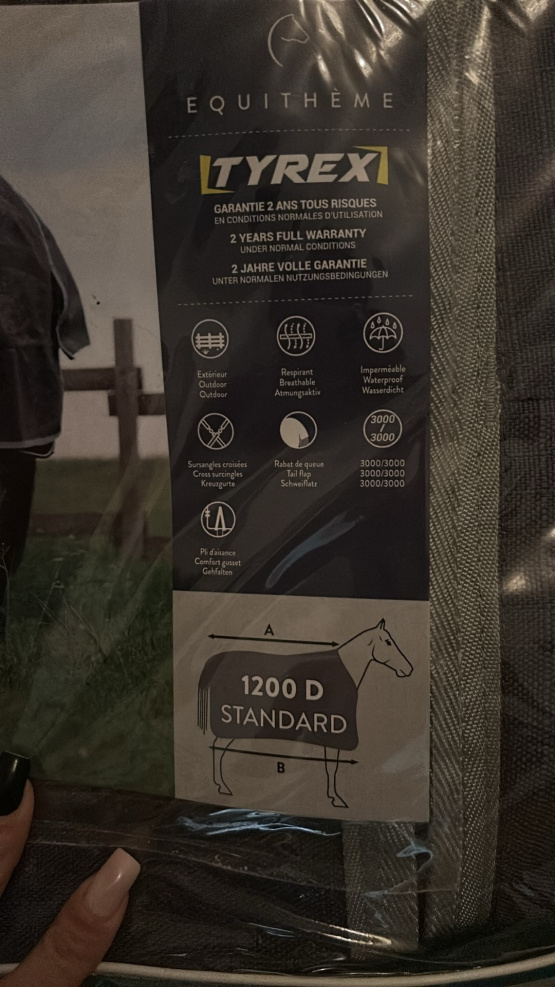 EQUITHÈME
TYREX
GARANTIE 2 ANS TOUS RISQUES
EN CONDITIONS NORMALES D'UTILISATION
2 YEARS FULL WARRANTY
UNDER NORMAL CONDITIONS
2 JAHRE VOLLE GARANTIE
UNTER NORMALEN NUTZUNGSBEDINGUNGEN
Extérieur
Outdoor
Outdoor
Respirant
Breathable
Atmungsaktiv
Imperméable
Waterproof
Wasserdicht
Sursangles croisées
Cross surcingles
Kreuzgurte
Rabat de queue
Tail flap
Schweiflatz
3000
/
3000
3000/3000
3000/3000
3000/3000
Pli d'aisance
Comfort gusset
Gehfalten
A
1200 D
STANDARD
B